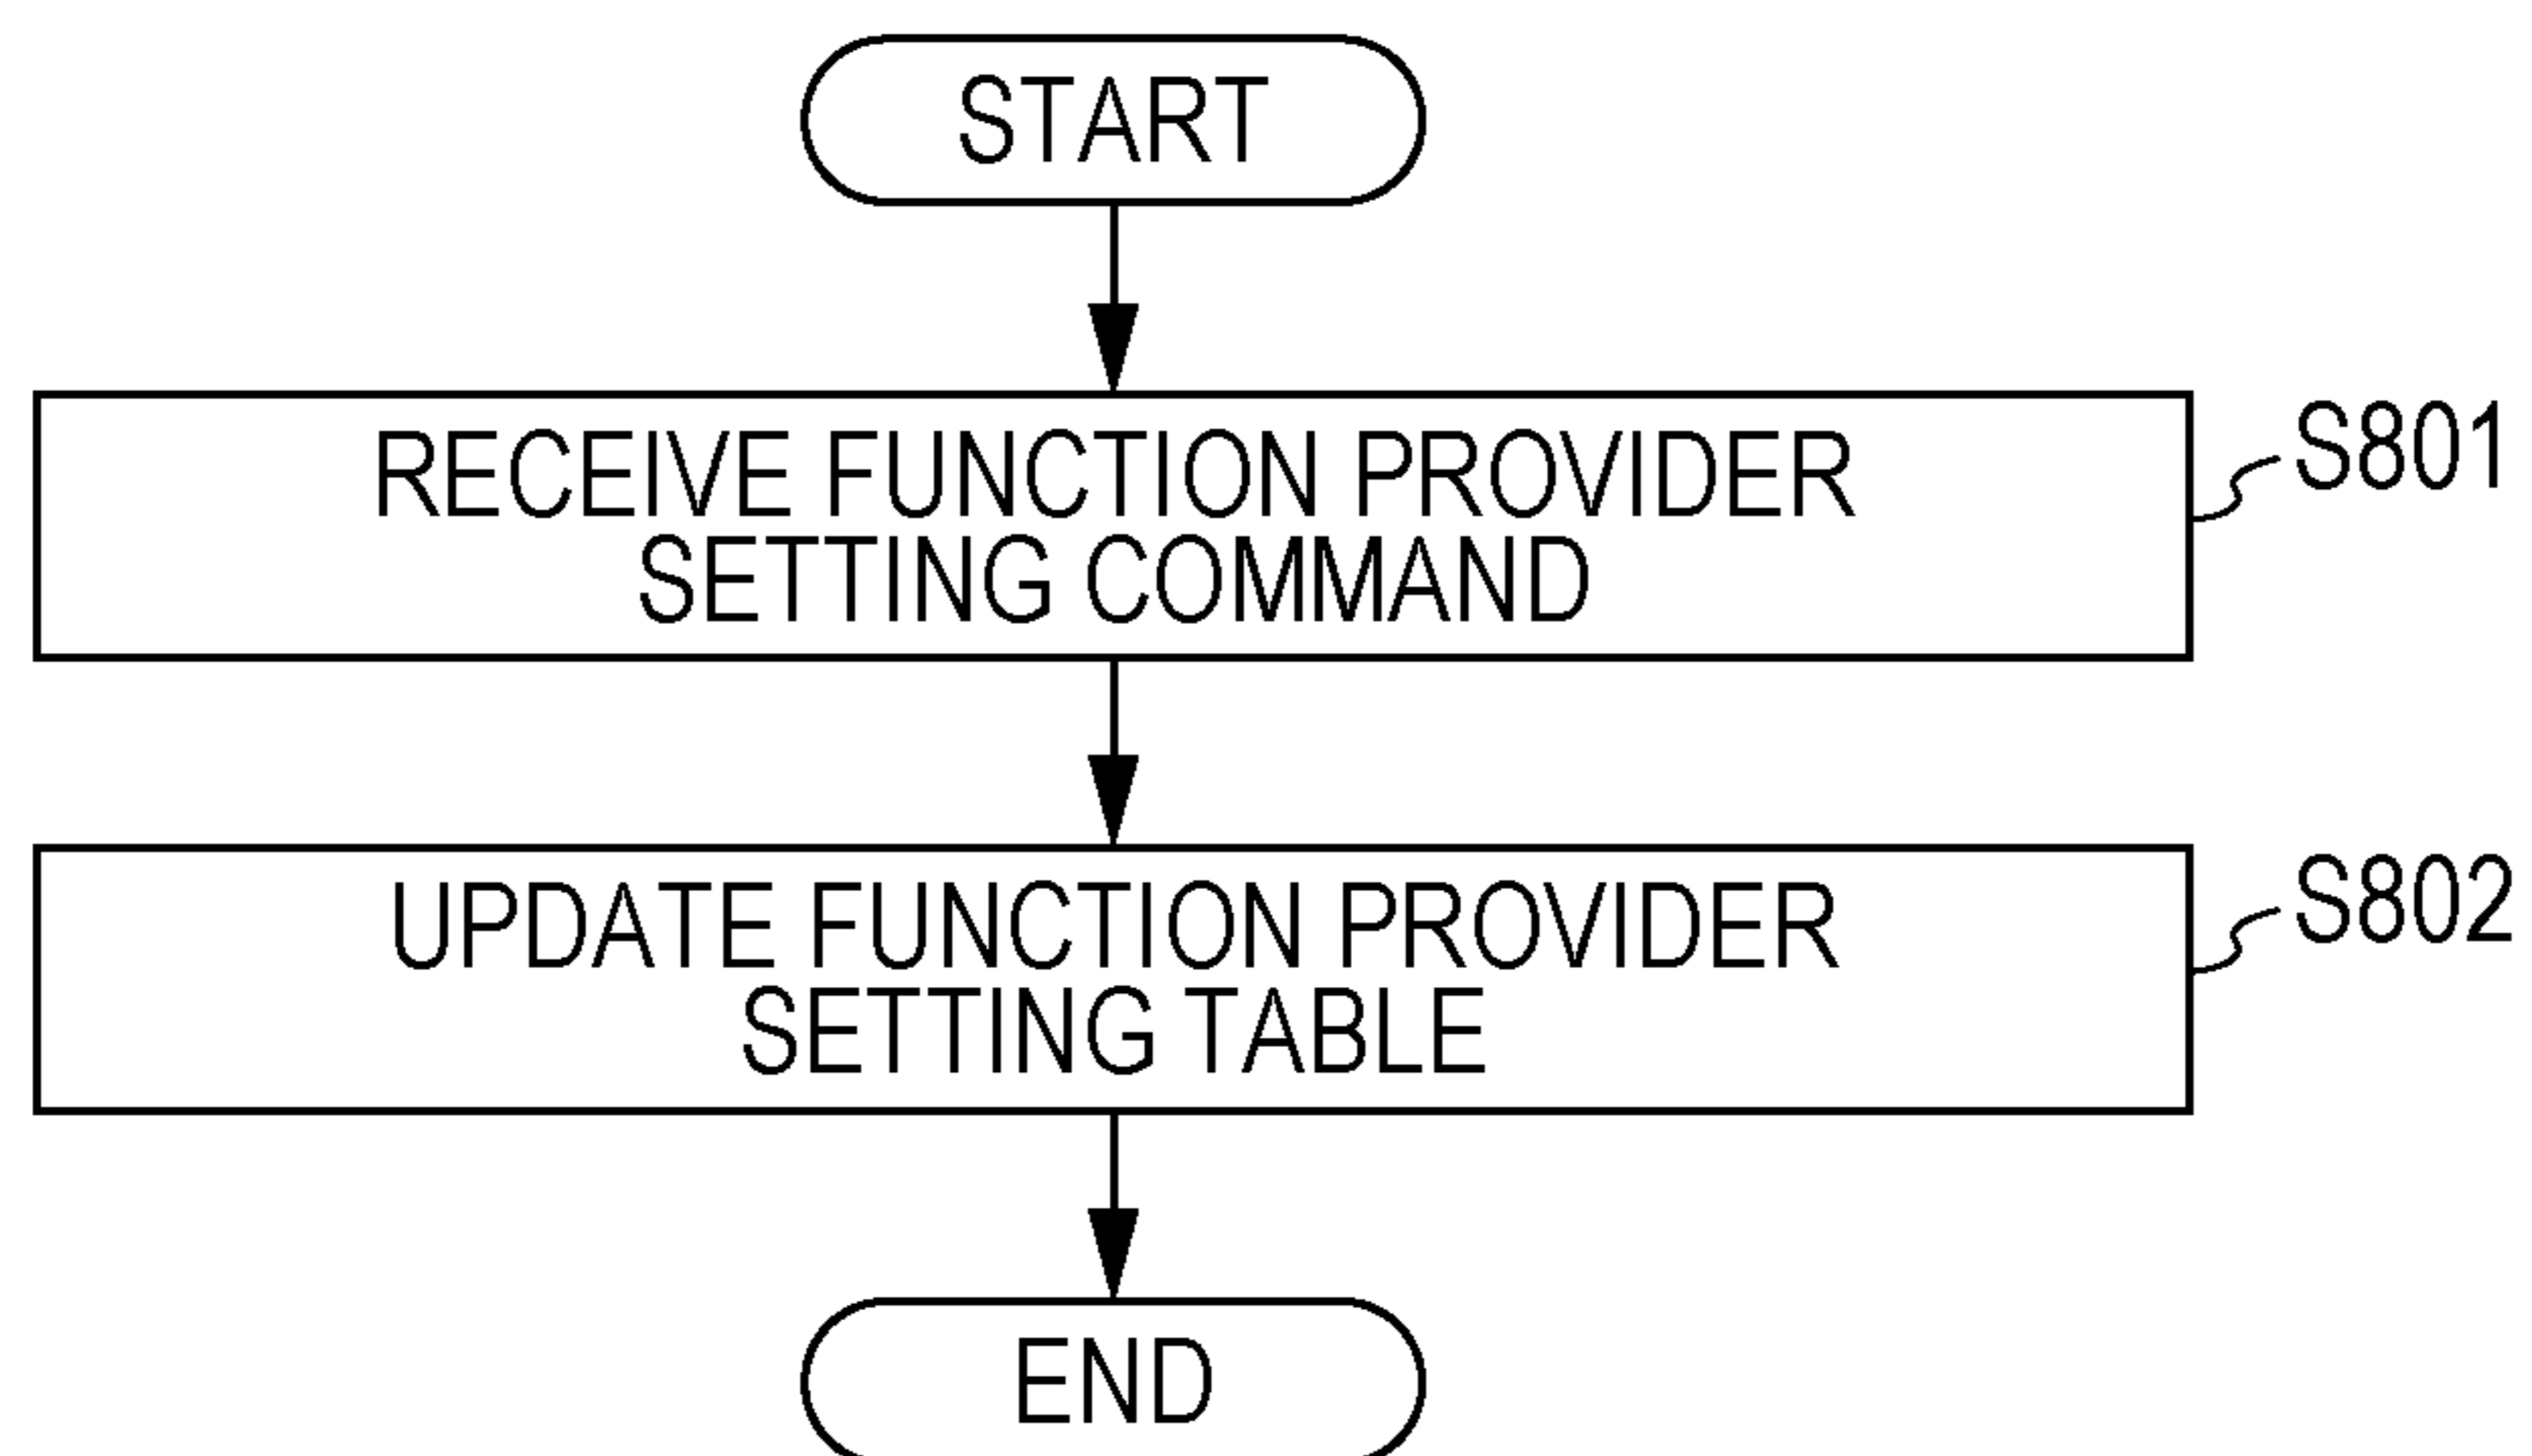 START
RECEIVE FUNCTION PROVIDER
SETTING COMMAND
S801
UPDATE FUNCTION PROVIDER
SETTING TABLE
S802
END